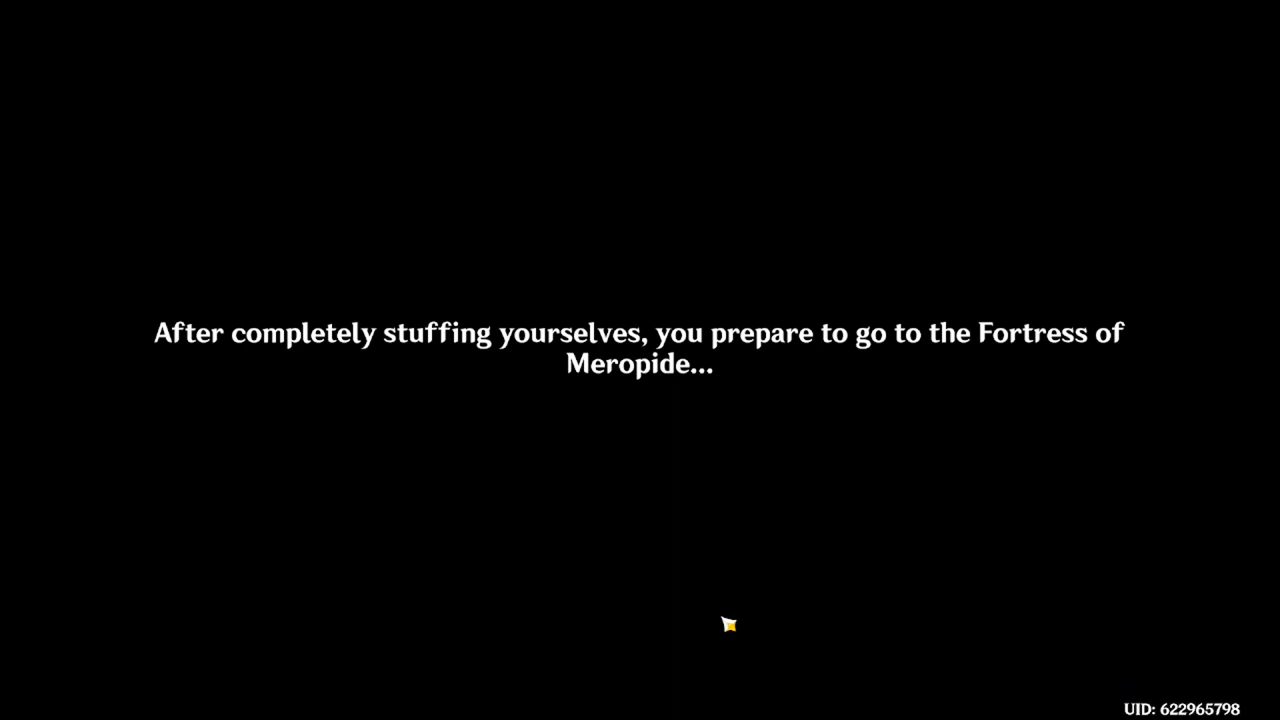 After completely stuffing yourselves, you prepare to go to the Fortress of
Meropide...
UID: 622965798